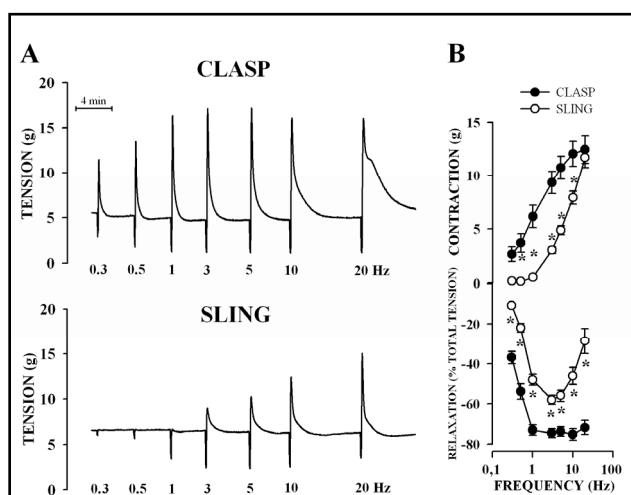 A
CLASP
4 min
TENSION (g)
20
15
10
5
0
0.3 0.5 1 3 5 10 20 Hz
SLING
TENSION (g)
20
15
10
5
0
0.3 0.5 1 3 5 10 20 Hz
B
CLASP
SLING
CONTRACTION (g)
15
10
5
0
* * * * *
RELAXATION (% TOTAL TENSION)
-20
-40
-60
-80
* * * * * * *
0,1 1 10 100
FREQUENCY (Hz)